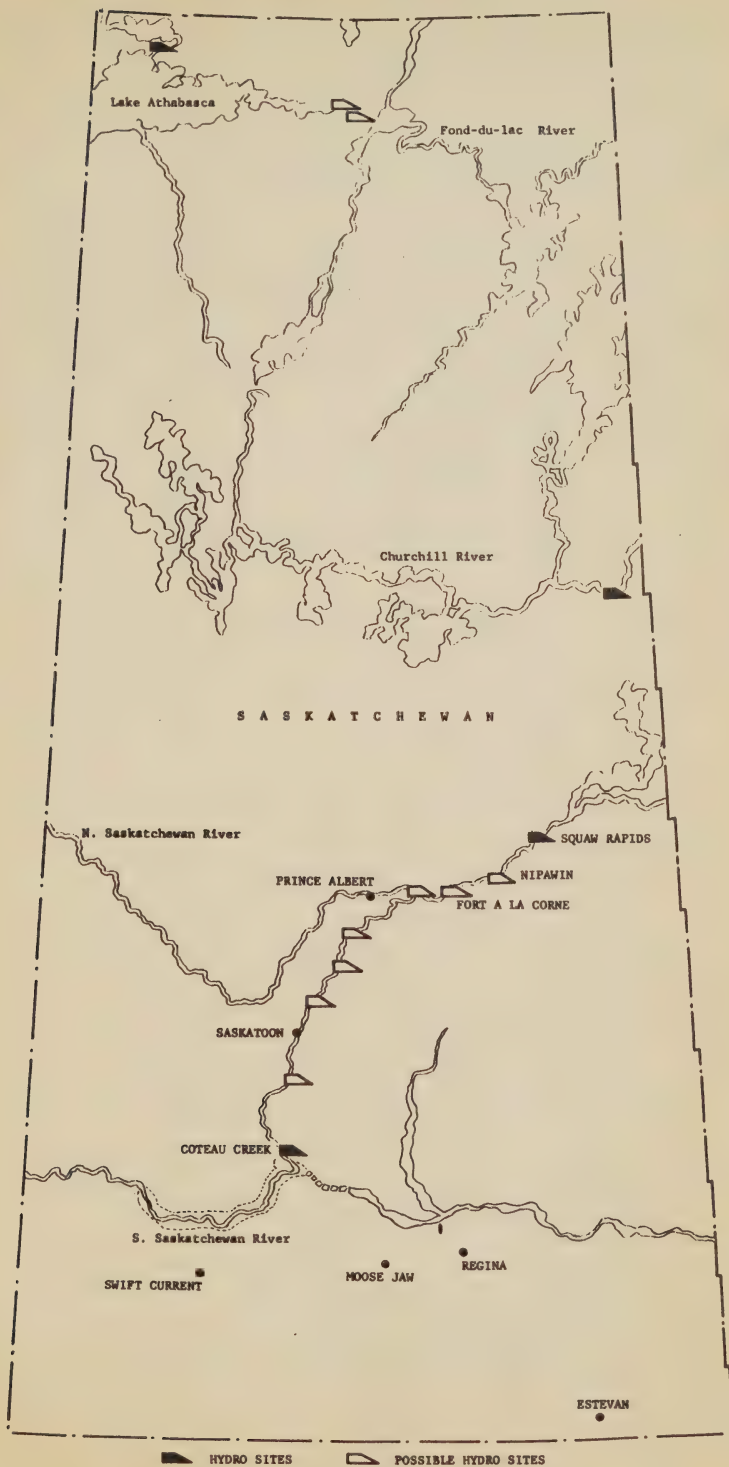 Lake Athabasca
Fond-du-lac River
Churchill River
SASKATCHEWAN
N. Saskatchewan River
SQUAW RAPIDS
NIPAWIN
PRINCE ALBERT
FORT A LA CORNE
SASKATOON
COTEAU CREEK
S. Saskatchewan River
REGINA
MOOSE JAW
SWIFT CURRENT
ESTEVAN
HYDRO SITES
POSSIBLE HYDRO SITES